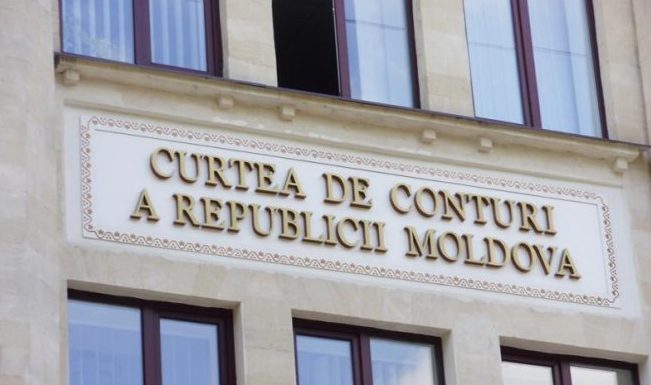 CURTEA DE CONTURI
A REPUBLICII MOLDOVA